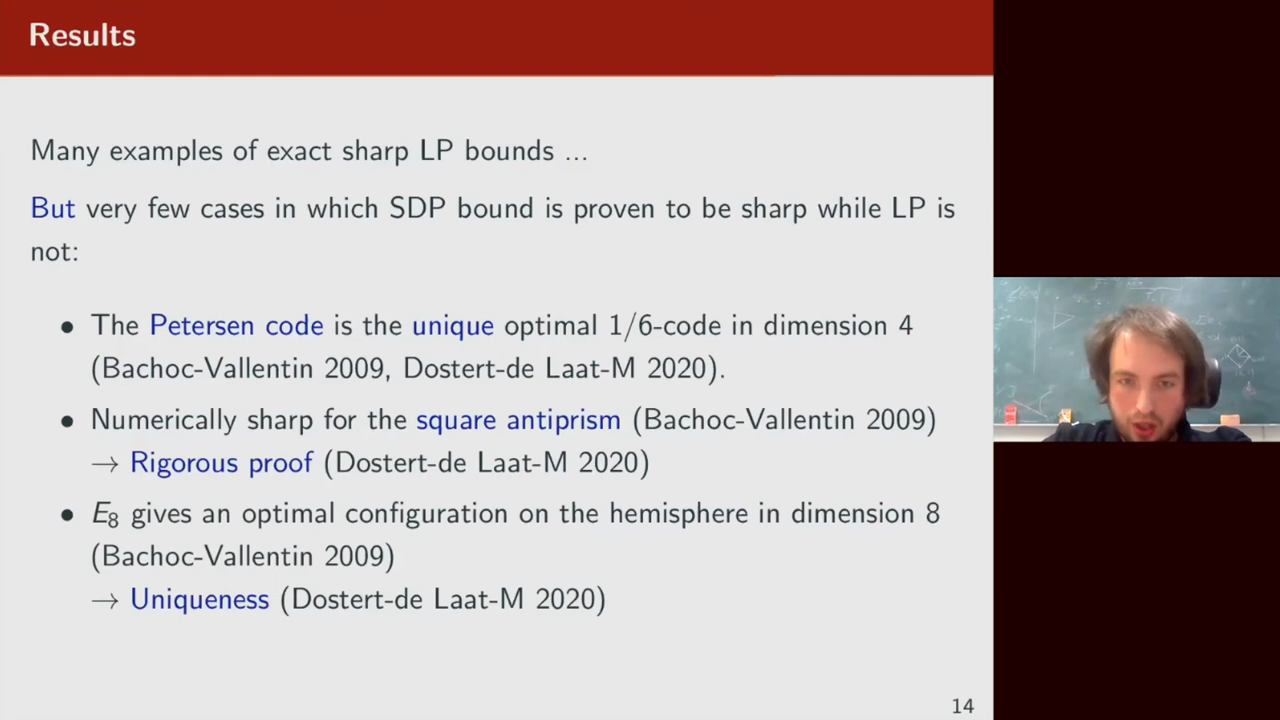 Results
Many examples of exact sharp LP bounds ...
But very few cases in which SDP bound is proven to be sharp while LP is
not:
• The Petersen code is the unique optimal 1/6-code in dimension 4
(Bachoc-Vallentin 2009, Dostert-de Laat-M 2020).
• Numerically sharp for the square antiprism (Bachoc-Vallentin 2009)
→ Rigorous proof (Dostert-de Laat-M 2020)
• E₈ gives an optimal configuration on the hemisphere in dimension 8
(Bachoc-Vallentin 2009)
→ Uniqueness (Dostert-de Laat-M 2020)
14